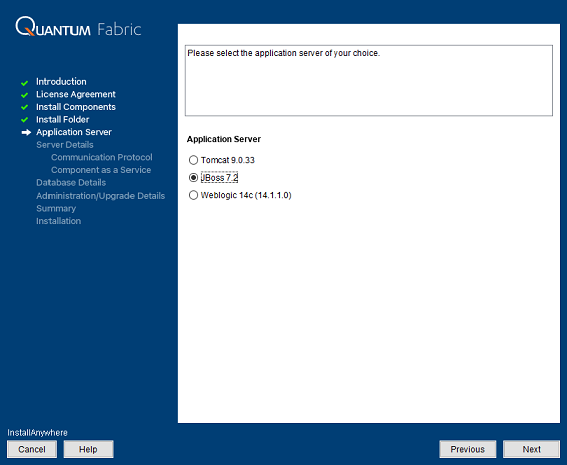 QUANTUM Fabric
Please select the application server of your choice.
Introduction
License Agreement
Install Components
Install Folder
Application Server
Server Details
Communication Protocol
Component as a Service
Database Details
Administration/Upgrade Details
Summary
Installation
Application Server
Tomcat 9.0.33
JBoss 7.2
Weblogic 14c (14.1.1.0)
InstallAnywhere
Cancel
Help
Previous
Next